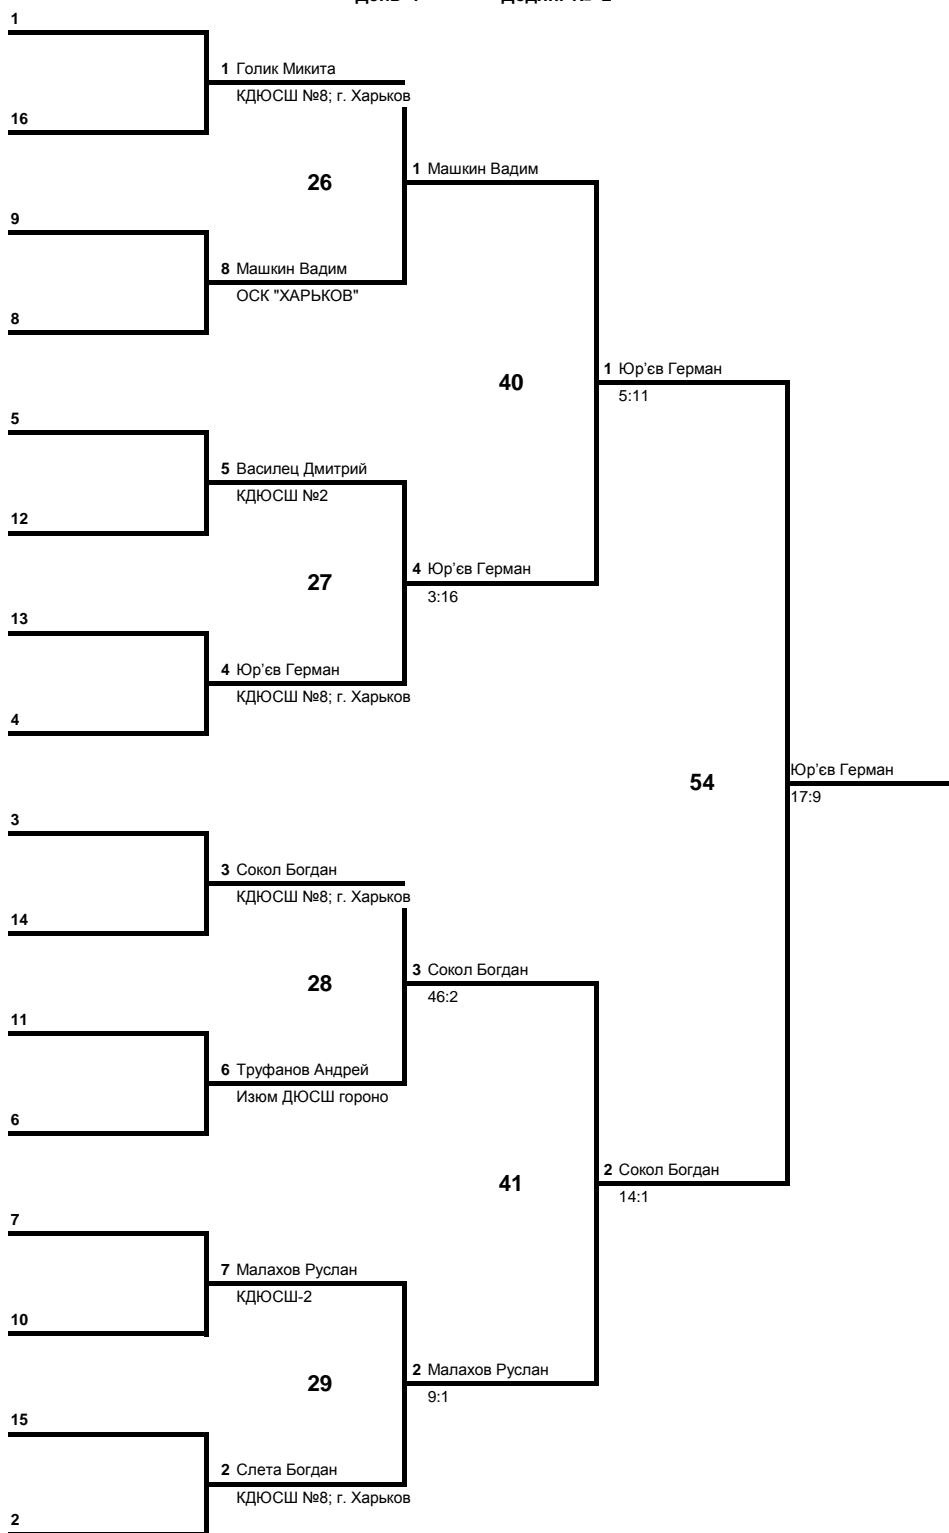 1
1 Голик Микита
КДЮСШ №8; г. Харьков
16
26
1 Машкин Вадим
9
8 Машкин Вадим
ОСК "ХАРЬКОВ"
8
40
1 Юр'єв Герман
5:11
5
5 Василец Дмитрий
КДЮСШ №2
12
27
4 Юр'єв Герман
3:16
13
4 Юр'єв Герман
КДЮСШ №8; г. Харьков
4
54
Юр'єв Герман
17:9
3
3 Сокол Богдан
КДЮСШ №8; г. Харьков
14
28
3 Сокол Богдан
46:2
11
6 Труфанов Андрей
Изюм ДЮСШ гороно
6
41
2 Сокол Богдан
14:1
7
7 Малахов Руслан
КДЮСШ-2
10
29
2 Малахов Руслан
9:1
15
2 Слета Богдан
КДЮСШ №8; г. Харьков
2